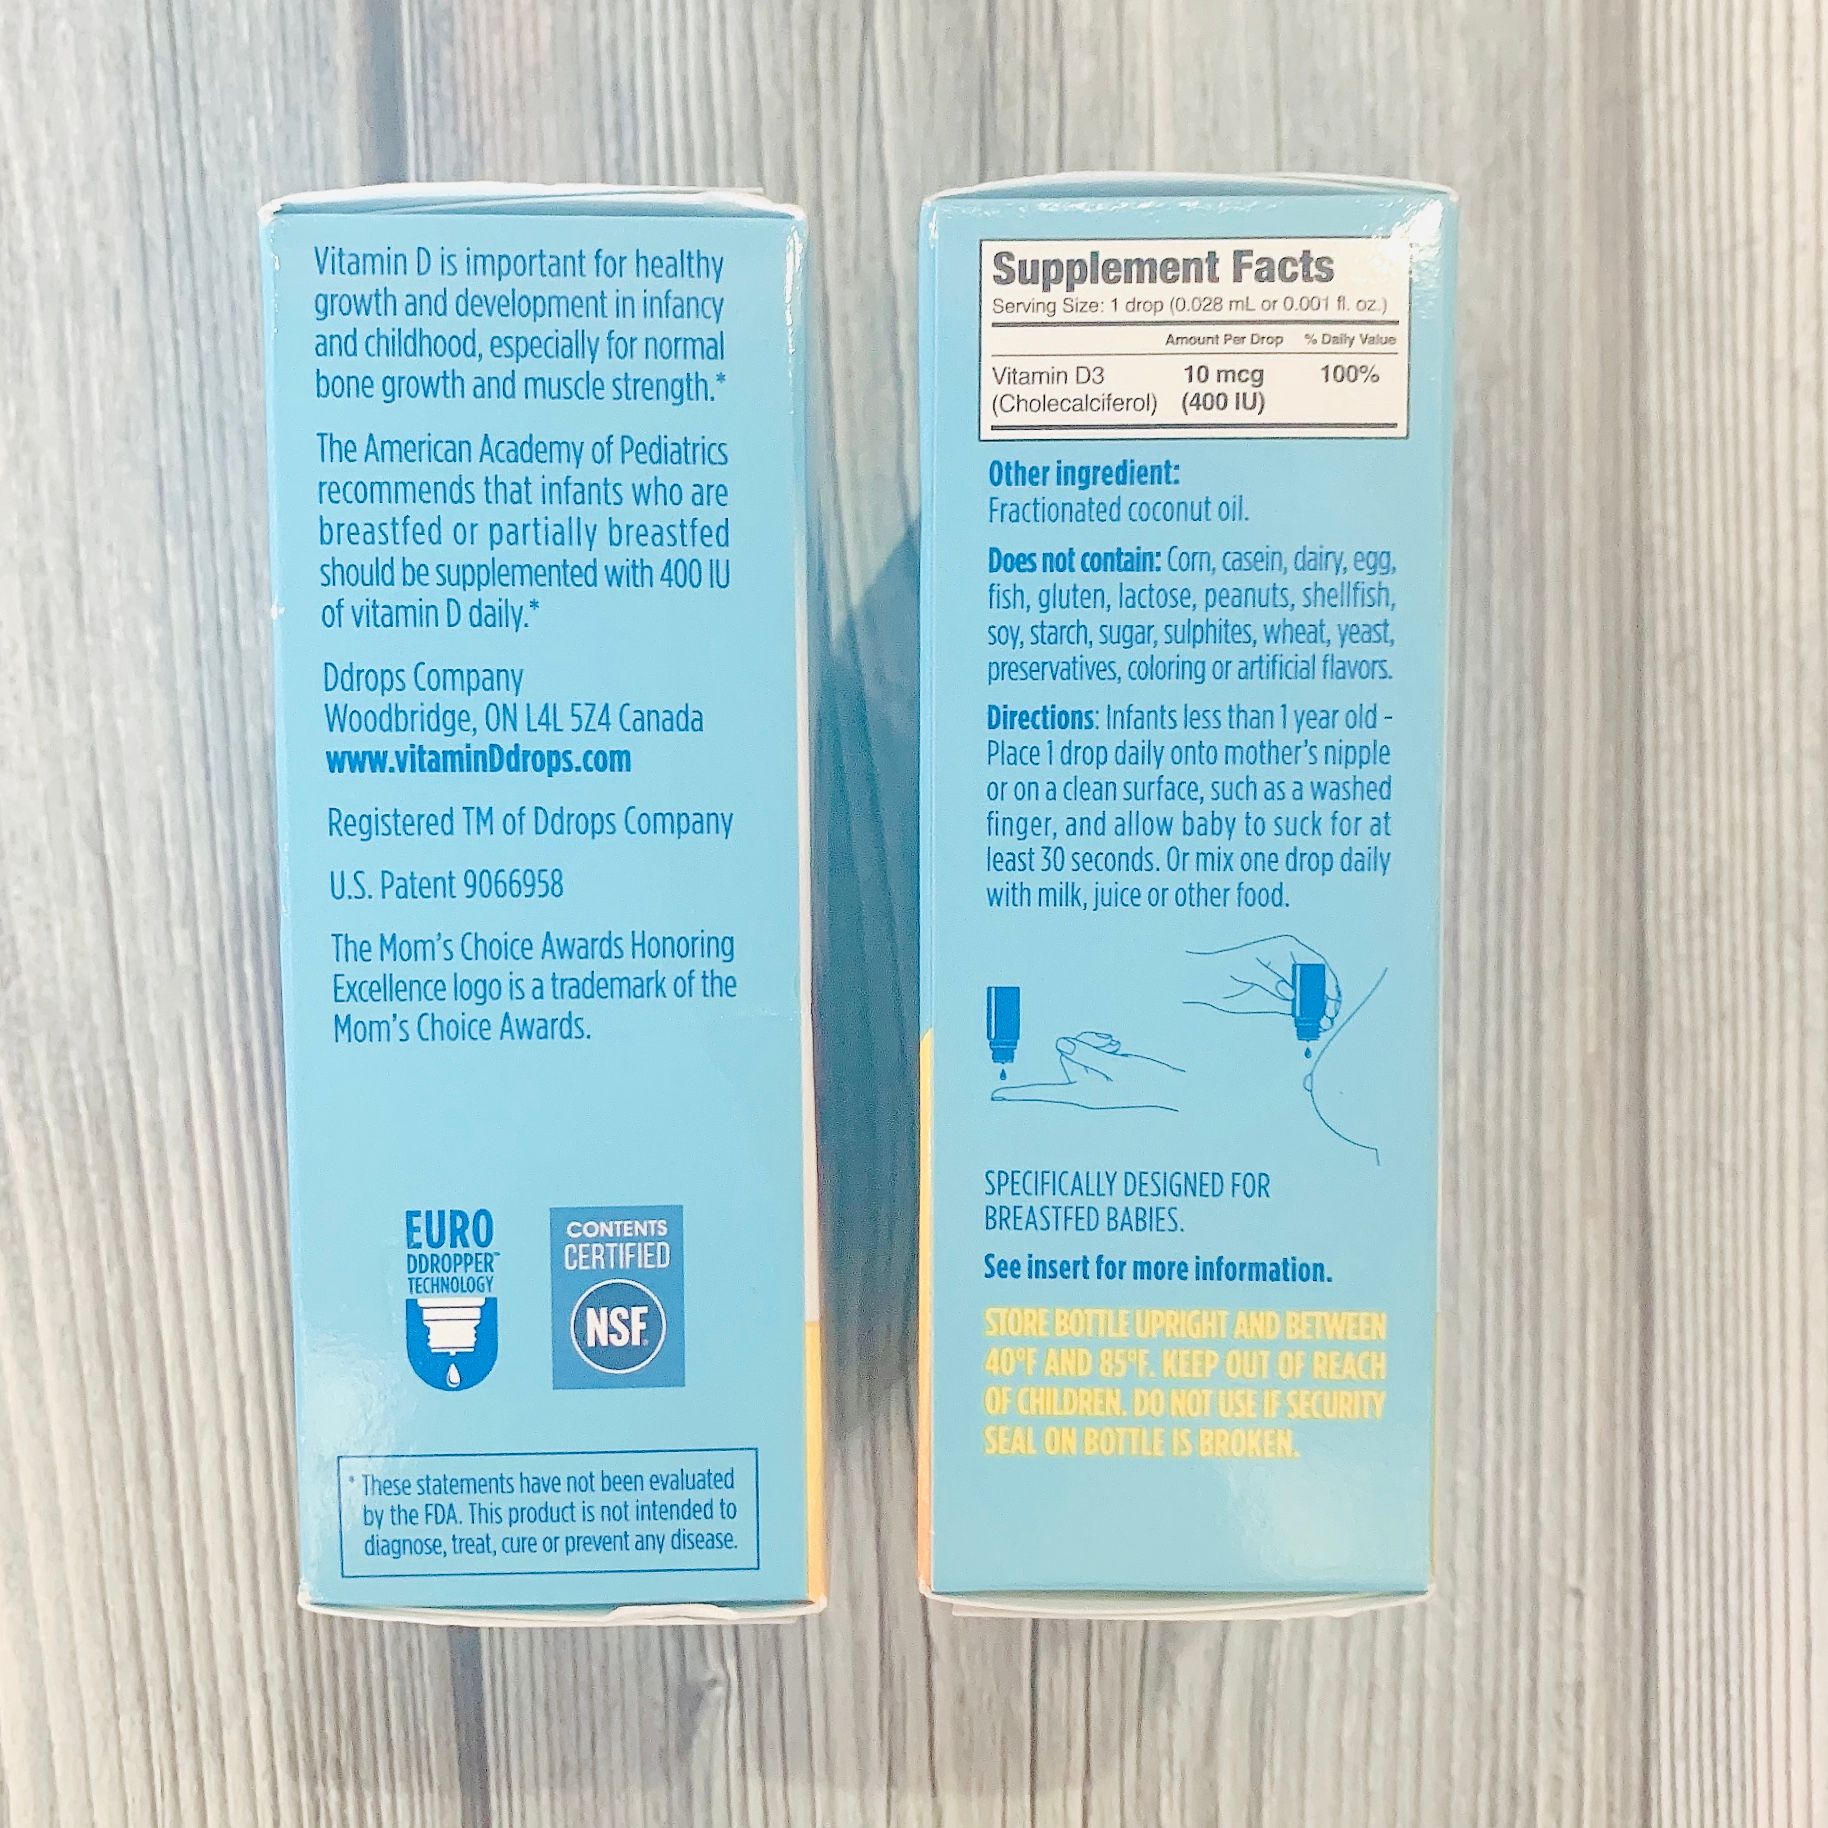 Vitamin D is important for healthy
growth and development in infancy
and childhood, especially for normal
bone growth and muscle strength.*
The American Academy of Pediatrics
recommends that infants who are
breastfed or partially breastfed
should be supplemented with 400 IU
of vitamin D daily.*
Ddrops Company
Woodbridge, ON L4L 5Z4 Canada
www.vitaminDdrops.com
Registered TM of Ddrops Company
U.S. Patent 9066958
The Mom's Choice Awards Honoring
Excellence logo is a trademark of the
Mom's Choice Awards.
EURO
DDROPPER™
TECHNOLOGY
CONTENTS
CERTIFIED
NSF
* These statements have not been evaluated
by the FDA. This product is not intended to
diagnose, treat, cure or prevent any disease.
Supplement Facts
Serving Size: 1 drop (0.028 mL or 0.001 fl. oz.)
Amount Per Drop % Daily Value
Vitamin D3 10 mcg 100%
(Cholecalciferol) (400 IU)
Other ingredient:
Fractionated coconut oil.
Does not contain: Corn, casein, dairy, egg,
fish, gluten, lactose, peanuts, shellfish,
soy, starch, sugar, sulphites, wheat, yeast,
preservatives, coloring or artificial flavors.
Directions: Infants less than 1 year old -
Place 1 drop daily onto mother's nipple
or on a clean surface, such as a washed
finger, and allow baby to suck for at
least 30 seconds. Or mix one drop daily
with milk, juice or other food.
SPECIFICALLY DESIGNED FOR
BREASTFED BABIES.
See insert for more information.
STORE BOTTLE UPRIGHT AND BETWEEN
40°F AND 85°F. KEEP OUT OF REACH
OF CHILDREN. DO NOT USE IF SECURITY
SEAL ON BOTTLE IS BROKEN.